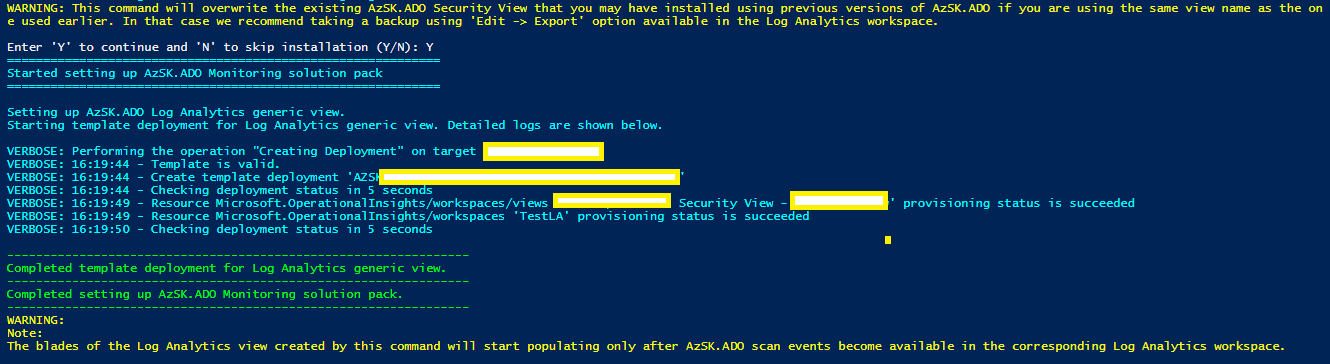 WARNING: This command will overwrite the existing AzSK.ADO Security View that you may have installed using previous versions of AzSK.ADO if you are using the same view name as the on
e used earlier. In that case we recommend taking a backup using 'Edit -> Export' option available in the Log Analytics workspace.
Enter 'Y' to continue and 'N' to skip installation (Y/N): Y
================================================================
Started setting up AzSK.ADO Monitoring solution pack
================================================================
Setting up AzSK.ADO Log Analytics generic view.
Starting template deployment for Log Analytics generic view. Detailed logs are shown below.
VERBOSE: Performing the operation "Creating Deployment" on target
VERBOSE: 16:19:44 - Template is valid.
VERBOSE: 16:19:44 - Create template deployment 'AZSK
VERBOSE: 16:19:44 - Checking deployment status in 5 seconds
VERBOSE: 16:19:49 - Resource Microsoft.OperationalInsights/workspaces/views Security View - ' provisioning status is succeeded
VERBOSE: 16:19:49 - Resource Microsoft.OperationalInsights/workspaces 'TestLA' provisioning status is succeeded
VERBOSE: 16:19:50 - Checking deployment status in 5 seconds
----------------------------------------------------------------
Completed template deployment for Log Analytics generic view.
----------------------------------------------------------------
Completed setting up AzSK.ADO Monitoring solution pack.
----------------------------------------------------------------
WARNING:
Note:
The blades of the Log Analytics view created by this command will start populating only after AzSK.ADO scan events become available in the corresponding Log Analytics workspace.